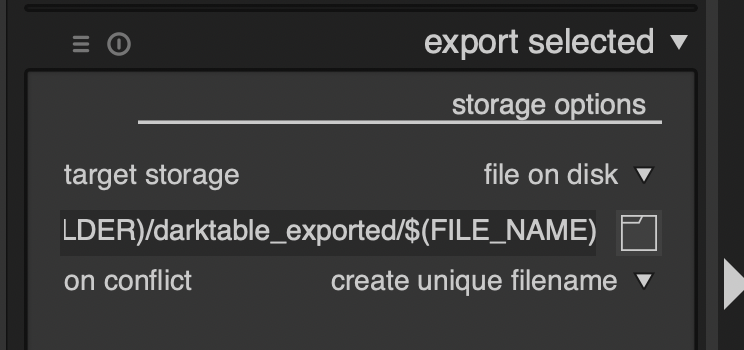 export selected
storage options
target storage file on disk
LDER)/darktable_exported/$(FILE_NAME)
on conflict create unique filename